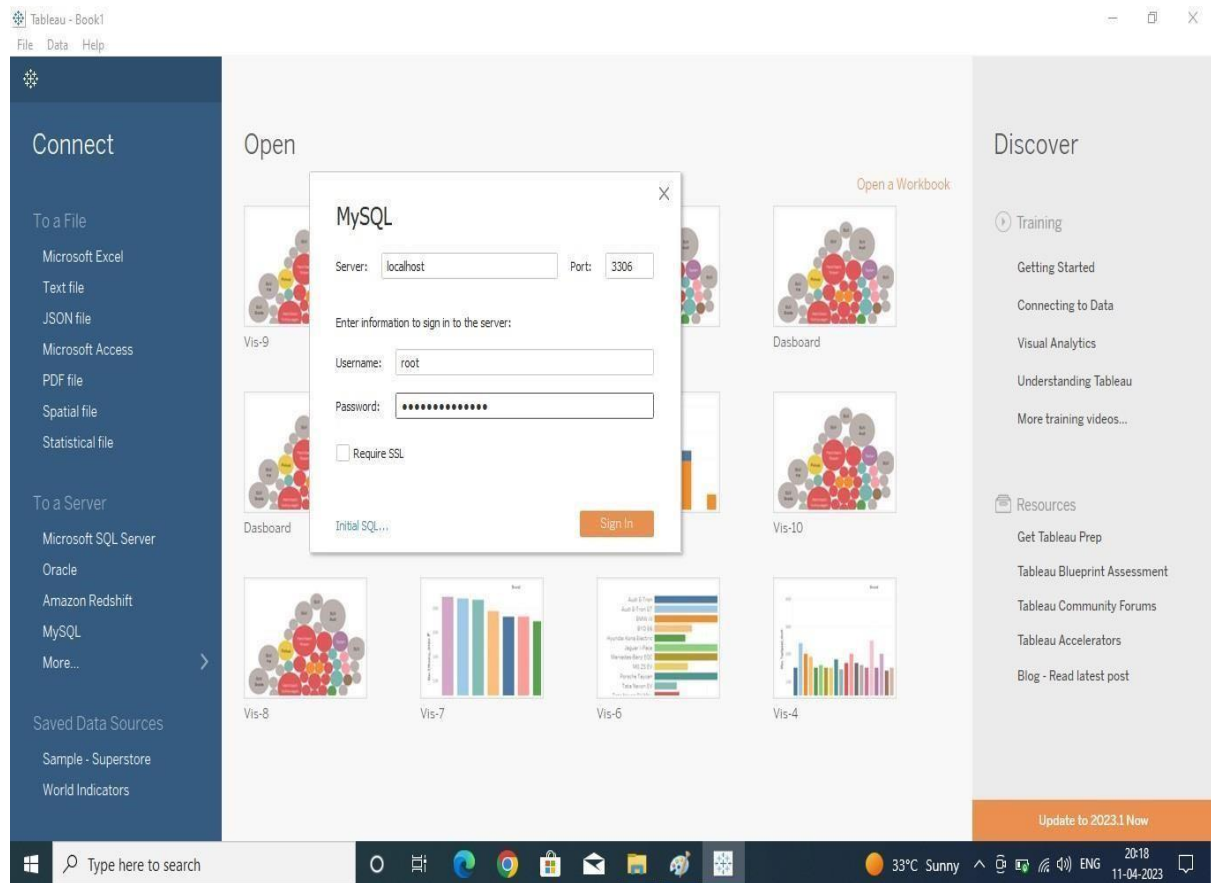 Tableau - Book1
File Data Help
Connect
To a File
Microsoft Excel
Text file
JSON file
Microsoft Access
PDF file
Spatial file
Statistical file
To a Server
Microsoft SQL Server
Oracle
Amazon Redshift
MySQL
More...
Saved Data Sources
Sample - Superstore
World Indicators
Open
Open a Workbook
MySQL
Server: localhost Port: 3306
Enter information to sign in to the server:
Username: root
Password: ••••••••••••••
Require SSL
Initial SQL... Sign In
Vis-9
Dasboard
Dasboard
Vis-10
Vis-8
Vis-7
Vis-6
Vis-4
Discover
Training
Getting Started
Connecting to Data
Visual Analytics
Understanding Tableau
More training videos...
Resources
Get Tableau Prep
Tableau Blueprint Assessment
Tableau Community Forums
Tableau Accelerators
Blog - Read latest post
Update to 2023.1 Now
Type here to search
33°C Sunny
ENG
20:18
11-04-2023